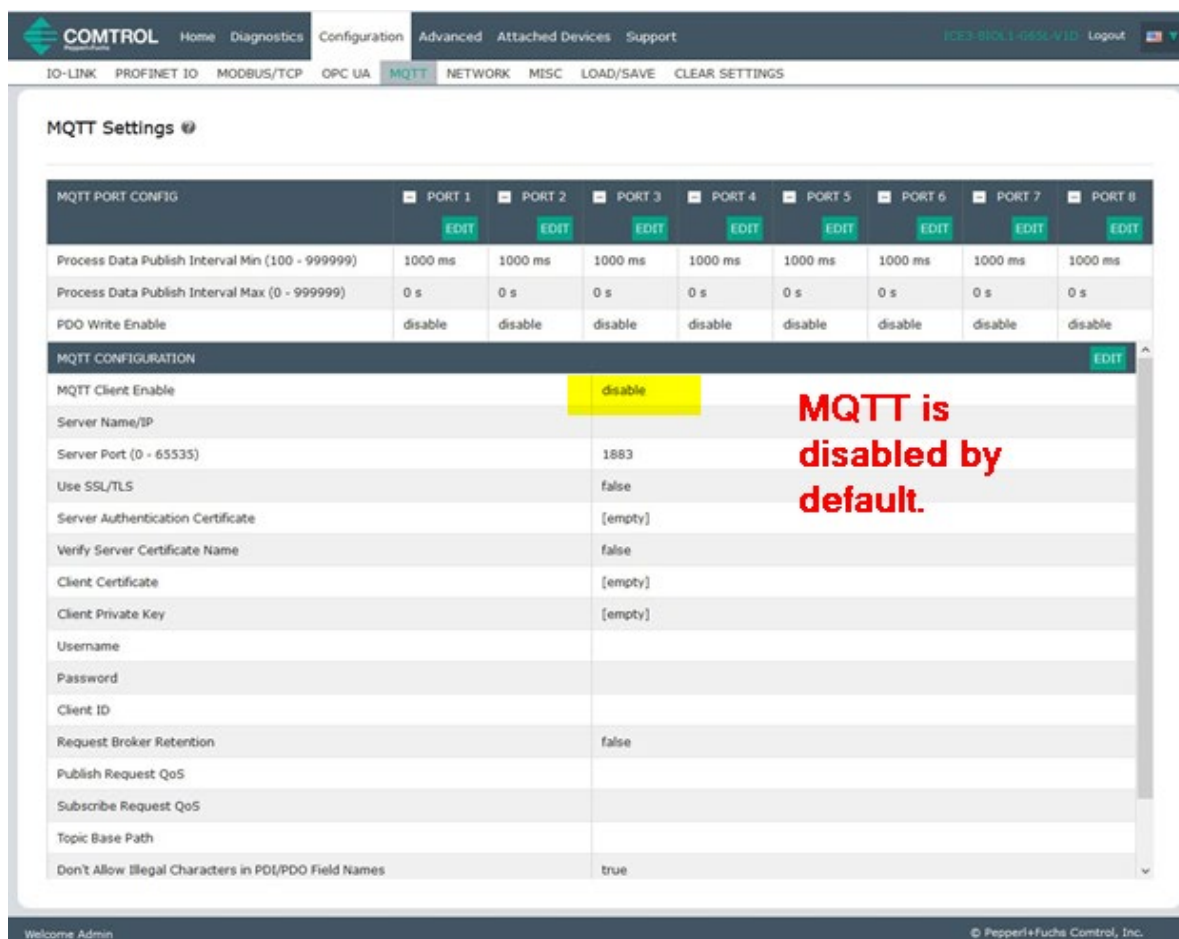 COMTROL Home Diagnostics Configuration Advanced Attached Devices Support ICE3-8IOL1-G65L-V1D Logout
Pepperl+Fuchs
IO-LINK PROFINET IO MODBUS/TCP OPC UA MQTT NETWORK MISC LOAD/SAVE CLEAR SETTINGS
MQTT Settings ?
MQTT PORT CONFIG PORT 1 PORT 2 PORT 3 PORT 4 PORT 5 PORT 6 PORT 7 PORT 8
EDIT EDIT EDIT EDIT EDIT EDIT EDIT EDIT
Process Data Publish Interval Min (100 - 999999) 1000 ms 1000 ms 1000 ms 1000 ms 1000 ms 1000 ms 1000 ms 1000 ms
Process Data Publish Interval Max (0 - 999999) 0 s 0 s 0 s 0 s 0 s 0 s 0 s 0 s
PDO Write Enable disable disable disable disable disable disable disable disable
MQTT CONFIGURATION EDIT
MQTT Client Enable disable
MQTT is
disabled by
default.
Server Name/IP
Server Port (0 - 65535) 1883
Use SSL/TLS false
Server Authentication Certificate [empty]
Verify Server Certificate Name false
Client Certificate [empty]
Client Private Key [empty]
Username
Password
Client ID
Request Broker Retention false
Publish Request QoS
Subscribe Request QoS
Topic Base Path
Don't Allow Illegal Characters in PDI/PDO Field Names true
Welcome Admin © Pepperl+Fuchs Comtrol, Inc.